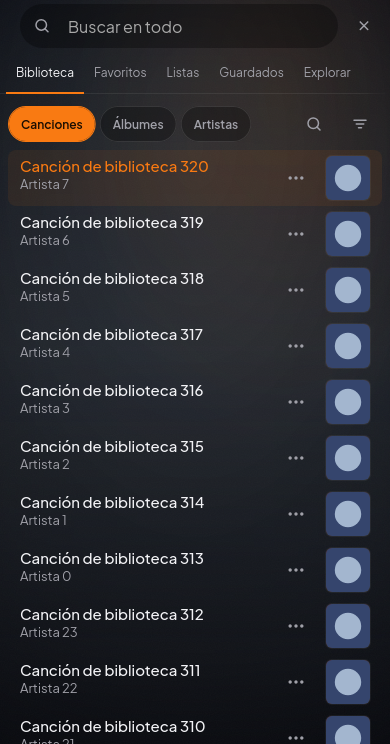 Buscar en todo
Biblioteca Favoritos Listas Guardados Explorar
Canciones Álbumes Artistas
Canción de biblioteca 320
Artista 7
Canción de biblioteca 319
Artista 6
Canción de biblioteca 318
Artista 5
Canción de biblioteca 317
Artista 4
Canción de biblioteca 316
Artista 3
Canción de biblioteca 315
Artista 2
Canción de biblioteca 314
Artista 1
Canción de biblioteca 313
Artista 0
Canción de biblioteca 312
Artista 23
Canción de biblioteca 311
Artista 22
Canción de biblioteca 310
Artista 21